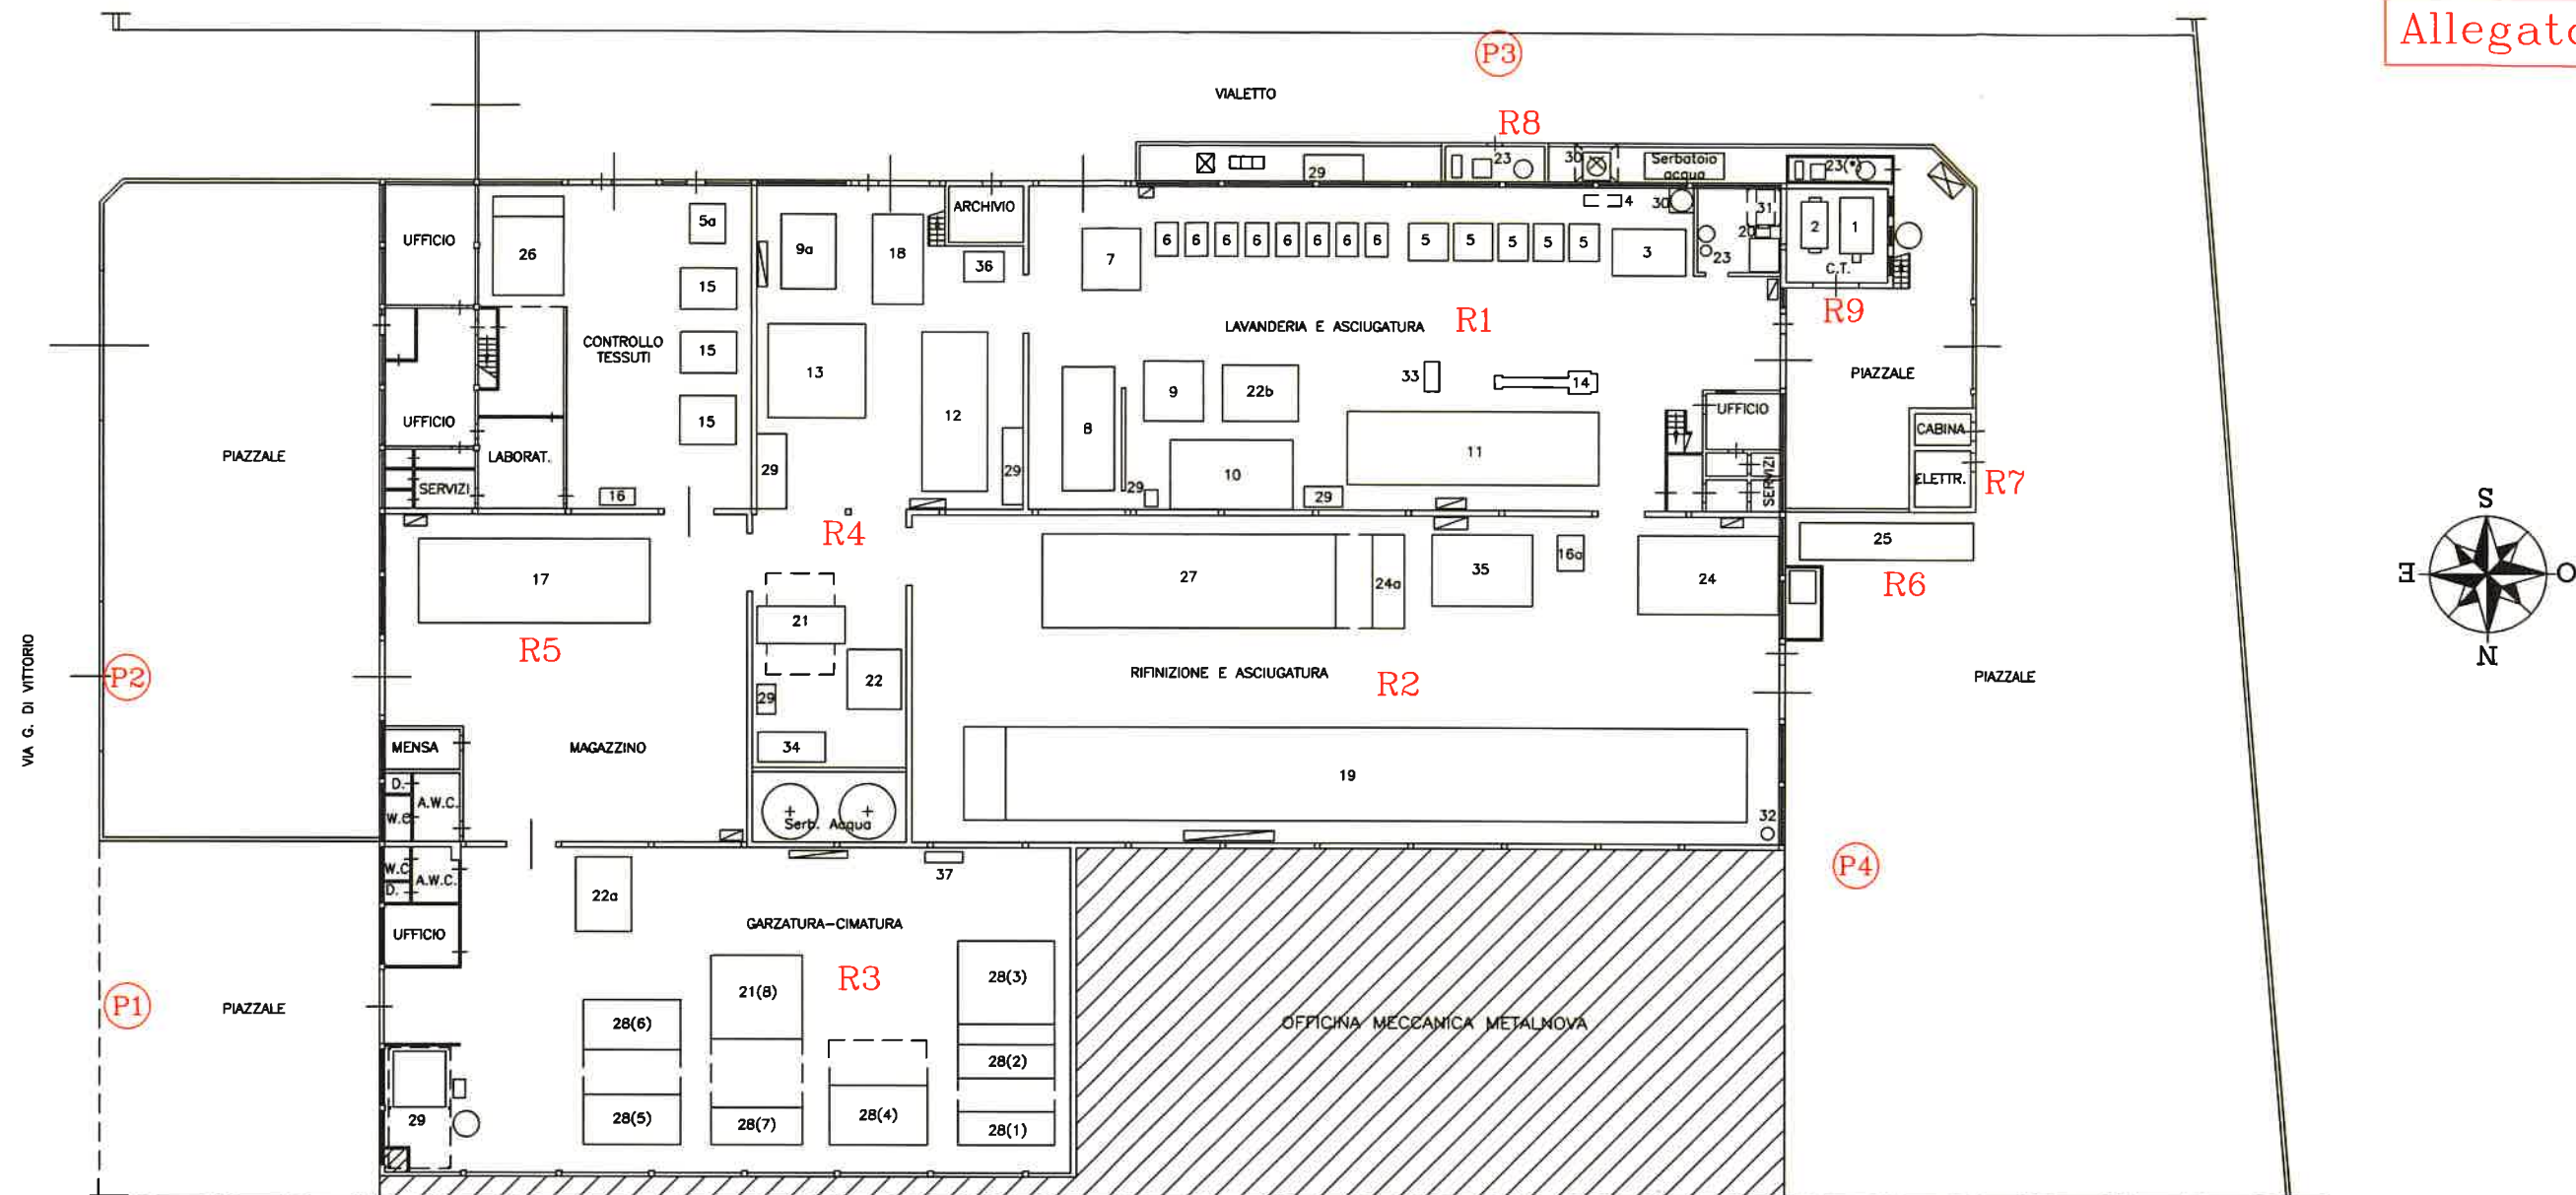 Allegato
P3
VIALETTO
R8
29
23
30
Serbatoio
acqua
23(*)
UFFICIO
26
5a
9a
18
ARCHIVIO
36
7
6 6 6 6 6 6 6 6
5 5 5 5 5
4
3
30
31
20
23
2
1
C.T.
R9
15
15
15
CONTROLLO
TESSUTI
13
12
LAVANDERIA E ASCIUGATURA
R1
8
9
22b
33
14
11
10
29
29
29
29
UFFICIO
LABORAT.
SERVIZI
16
UFFICIO
SERVIZI
PIAZZALE
PIAZZALE
CABINA
ELETTR.
R7
S
E
O
N
17
R4
27
24a
35
16a
24
25
R6
21
22
29
34
R5
RIFINIZIONE E ASCIUGATURA
R2
PIAZZALE
VIA G. DI VITTORIO
P2
MENSA
MAGAZZINO
D.
A.W.C.
W.C
Serb. Acqua
19
32
W.C
A.W.C.
D.
22a
37
P4
UFFICIO
GARZATURA-CIMATURA
R3
P1
PIAZZALE
28(6)
21(8)
28(3)
28(2)
28(5)
28(7)
28(4)
28(1)
29
OFFICINA MECCANICA METALNOVA